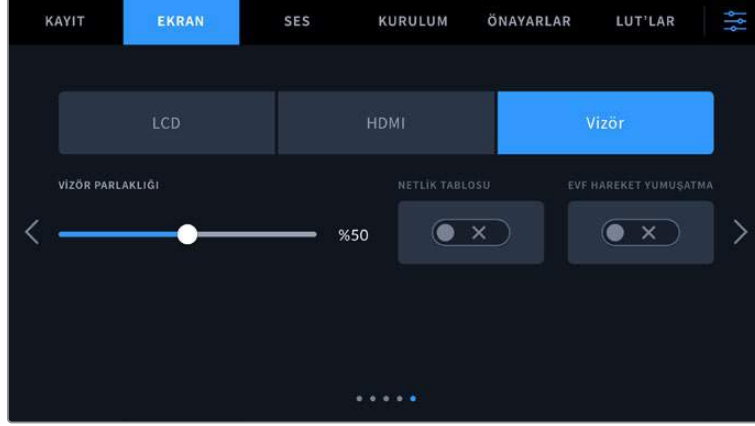 KAYIT EKRAN SES KURULUM ÖNAYARLAR LUT'LAR
LCD HDMI Vizör
VİZÖR PARLAKLIĞI NETLİK TABLOSU EVF HAREKET YUMUŞATMA
%50